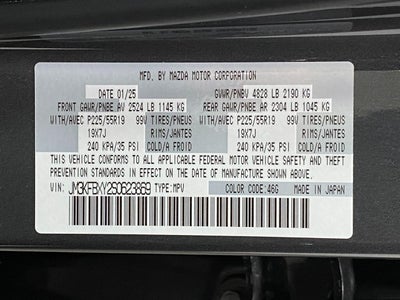 MFD. BY MAZDA MOTOR CORPORATION
DATE 01/25 GVWR/PNBV 4828 LB 2190 KG
FRONT GAWR/PNBE AV 2524 LB 1145 KG REAR GAWR/PNBE AR 2304 LB 1045 KG
WITH/AVEC P225/55R19 99V TIRES/PNEUS WITH/AVEC P225/55R19 99V TIRES/PNEUS
19X7J RIMS/JANTES 19X7J RIMS/JANTES
240 KPA/35 PSI COLD/A FROID 240 KPA/35 PSI COLD/A FROID
THIS VEHICLE CONFORMS TO ALL APPLICABLE FEDERAL MOTOR VEHICLE SAFETY AND THEFT
PREVENTION STANDARDS IN EFFECT ON THE DATE OF MANUFACTURE SHOWN ABOVE.
VIN: JM3KFBXY2S0623869 TYPE:MPV COLOR CODE:46G MADE IN JAPAN